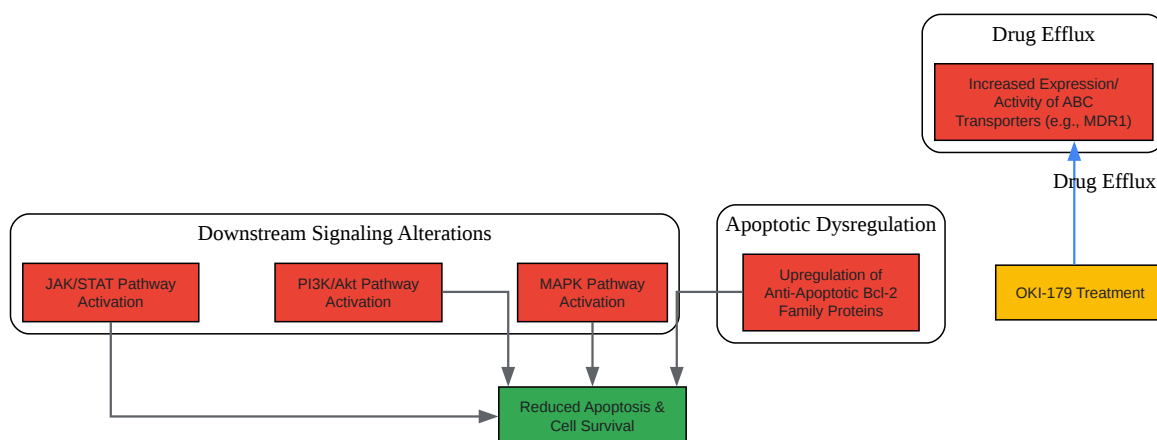 Drug Efflux
Increased Expression/
Activity of ABC
Transporters (e.g., MDR1)
Drug Efflux
Downstream Signaling Alterations
JAK/STAT Pathway
Activation
PI3K/Akt Pathway
Activation
MAPK Pathway
Activation
Apoptotic Dysregulation
Upregulation of
Anti-Apoptotic Bcl-2
Family Proteins
OKI-179 Treatment
Reduced Apoptosis &
Cell Survival